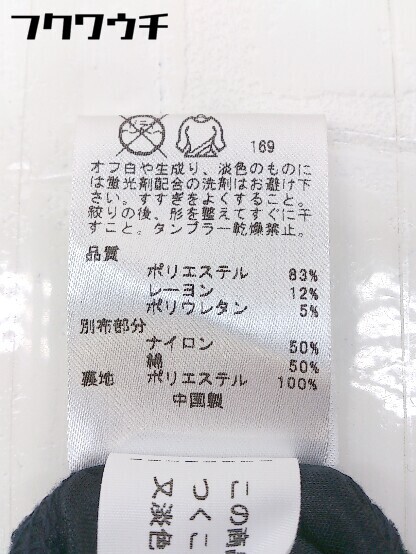 フクワウチ
169
オフ白や生成り、淡色のものに
は蛍光剤配合の洗剤はお避け下
さい。すすぎをよくすること。
絞りの後、形を整えてすぐに干
すこと。タンブラー乾燥禁止。
品質
ポリエステル 83%
レーヨン 12%
ポリウレタン 5%
別布部分
ナイロン 50%
綿 50%
裏地 ポリエステル 100%
中国製
この商
つくこ
又淡色